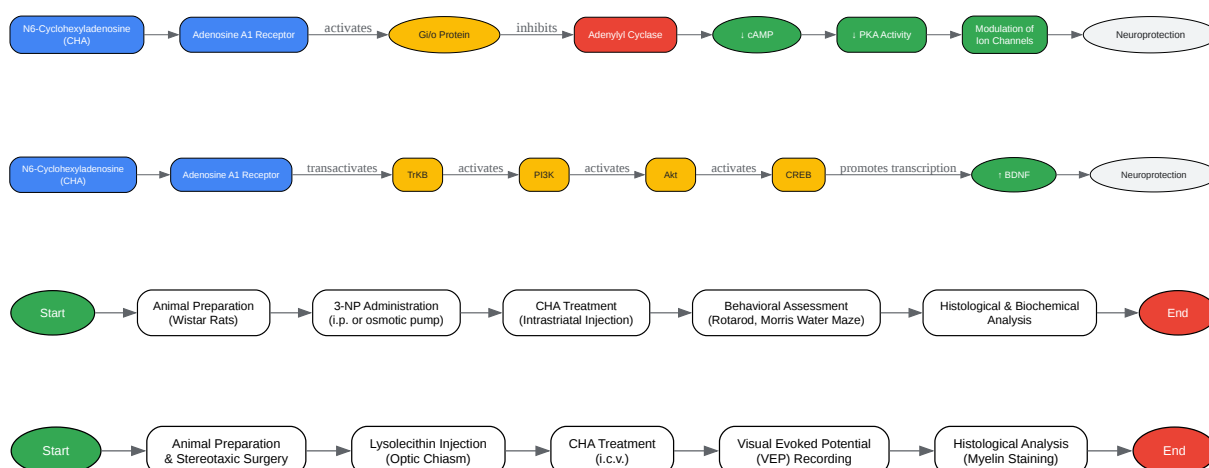 N6-Cyclohexyladenosine
(CHA)
Adenosine A1 Receptor
activates
Gi/o Protein
inhibits
Adenylyl Cyclase
↓ cAMP
↓ PKA Activity
Modulation of
Ion Channels
Neuroprotection
N6-Cyclohexyladenosine
(CHA)
Adenosine A1 Receptor
transactivates
TrKB
activates
PI3K
activates
Akt
activates
CREB
promotes transcription
↑ BDNF
Neuroprotection
Start
Animal Preparation
(Wistar Rats)
3-NP Administration
(i.p. or osmotic pump)
CHA Treatment
(Intrastriatal Injection)
Behavioral Assessment
(Rotarod, Morris Water Maze)
Histological & Biochemical
Analysis
End
Start
Animal Preparation
& Stereotaxic Surgery
Lysolecithin Injection
(Optic Chiasm)
CHA Treatment
(i.c.v.)
Visual Evoked Potential
(VEP) Recording
Histological Analysis
(Myelin Staining)
End